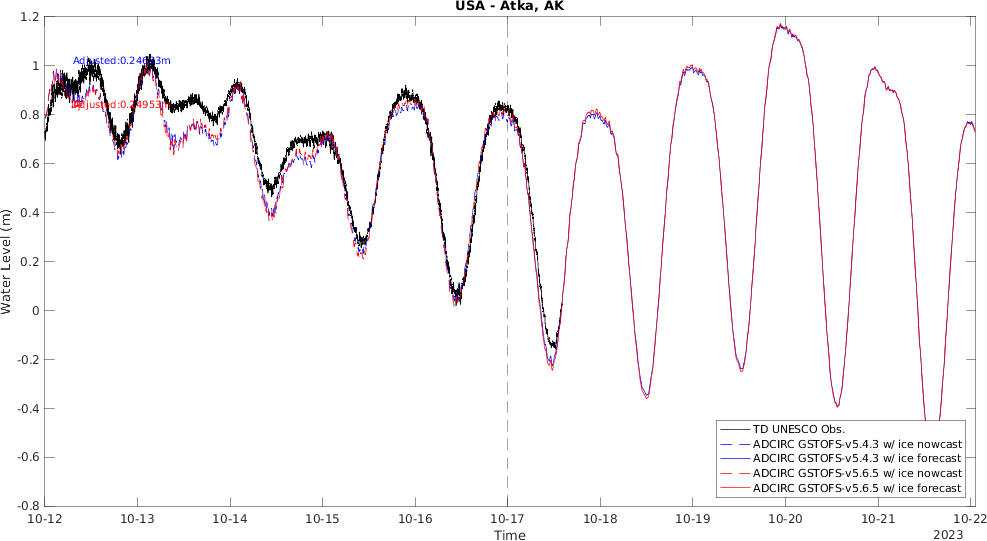 USA - Atka, AK
1.2
1
0.8
0.6
0.4
0.2
0
-0.2
-0.4
-0.6
-0.8
Water Level (m)
10-12
10-13
10-14
10-15
10-16
10-17
10-18
10-19
10-20
10-21
10-22
Time
2023
TD UNESCO Obs.
ADCIRC GSTOFS-v5.4.3 w/ ice nowcast
ADCIRC GSTOFS-v5.4.3 w/ ice forecast
ADCIRC GSTOFS-v5.6.5 w/ ice nowcast
ADCIRC GSTOFS-v5.6.5 w/ ice forecast